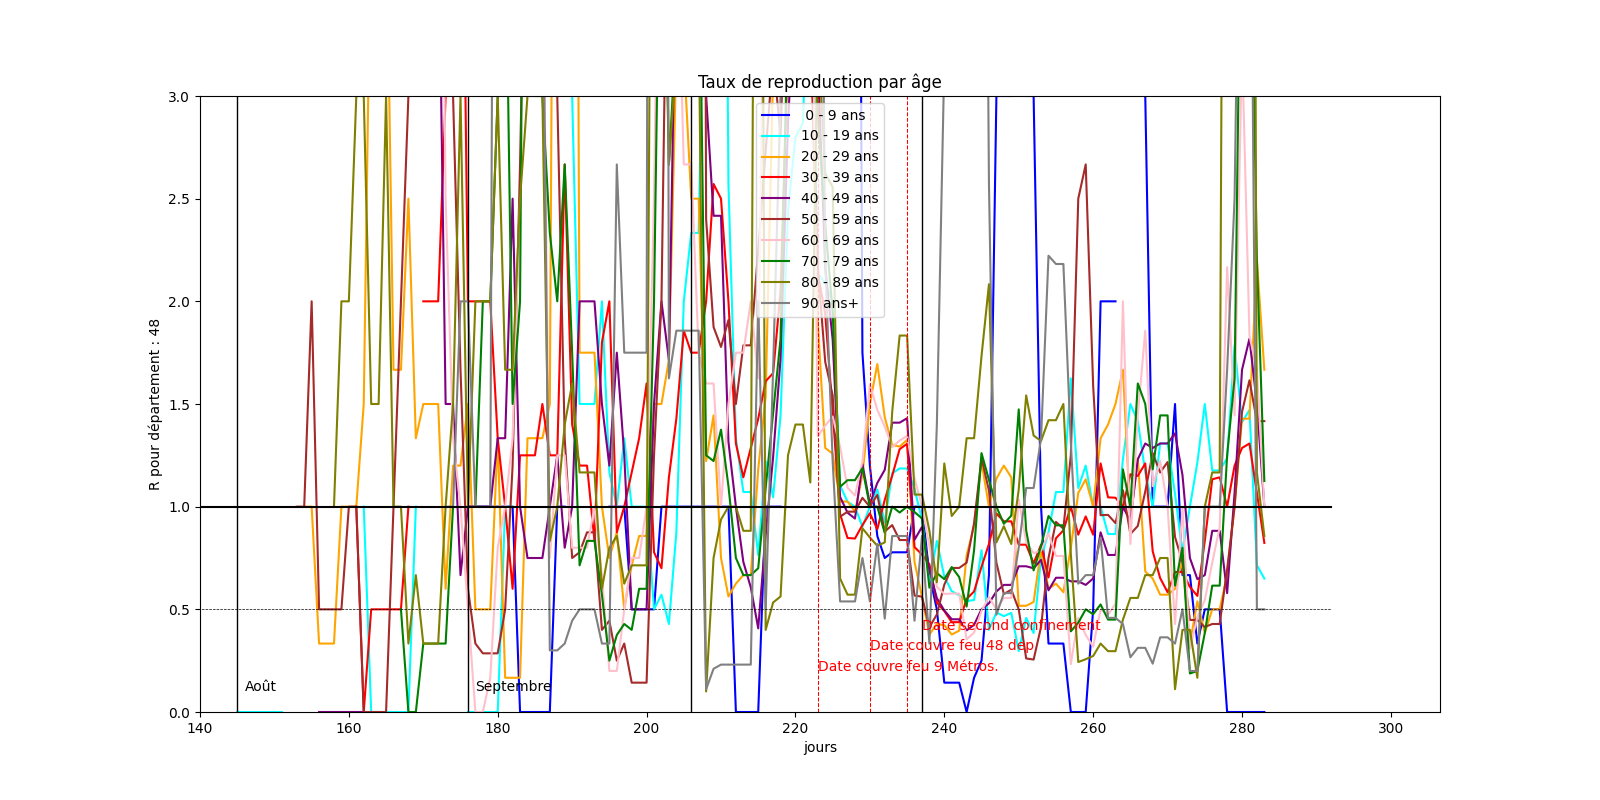 Taux de reproduction par âge
3.0
2.5
2.0
1.5
1.0
0.5
0.0
R pour département : 48
0 - 9 ans
10 - 19 ans
20 - 29 ans
30 - 39 ans
40 - 49 ans
50 - 59 ans
60 - 69 ans
70 - 79 ans
80 - 89 ans
90 ans+
Date second confinement
Date couvre feu 48 dep
Date couvre feu 9 Métros.
Août
Septembre
140 160 180 200 220 240 260 280 300
jours